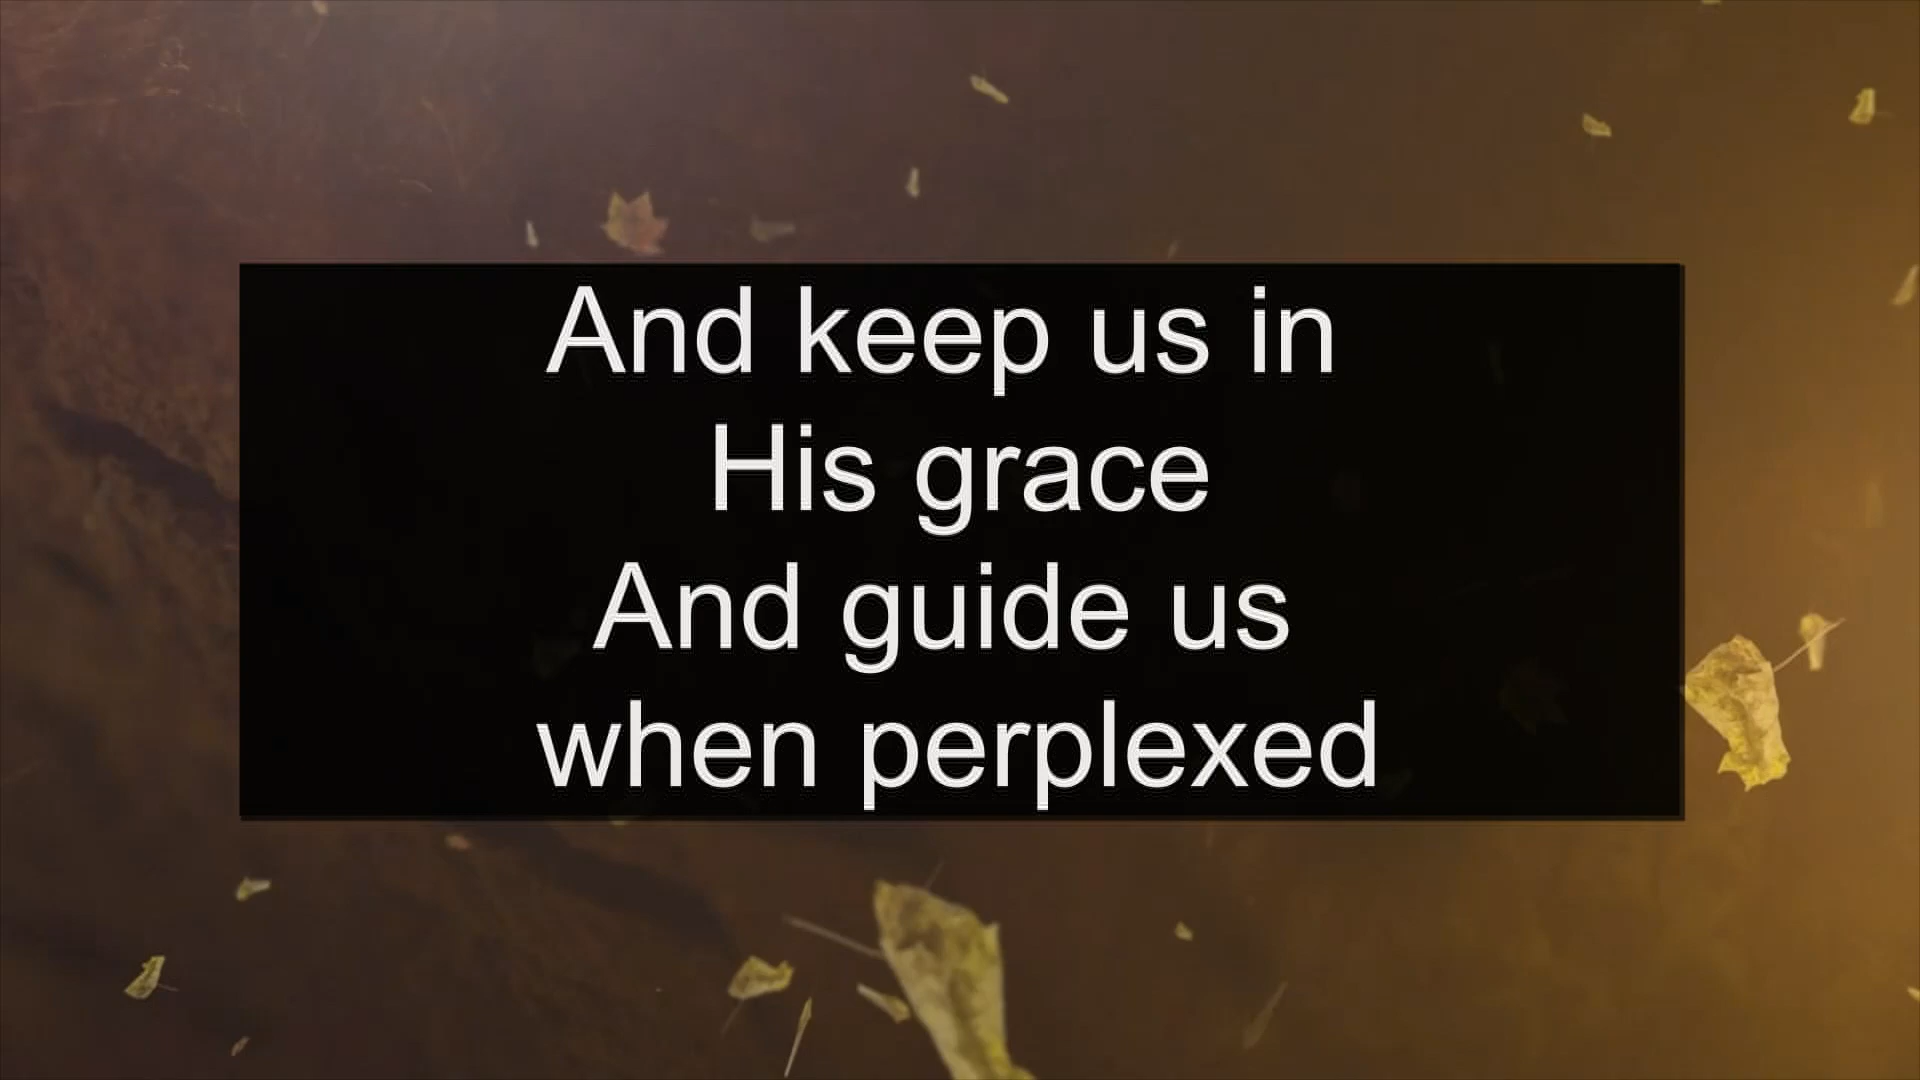 And keep us in
His grace
And guide us
when perplexed